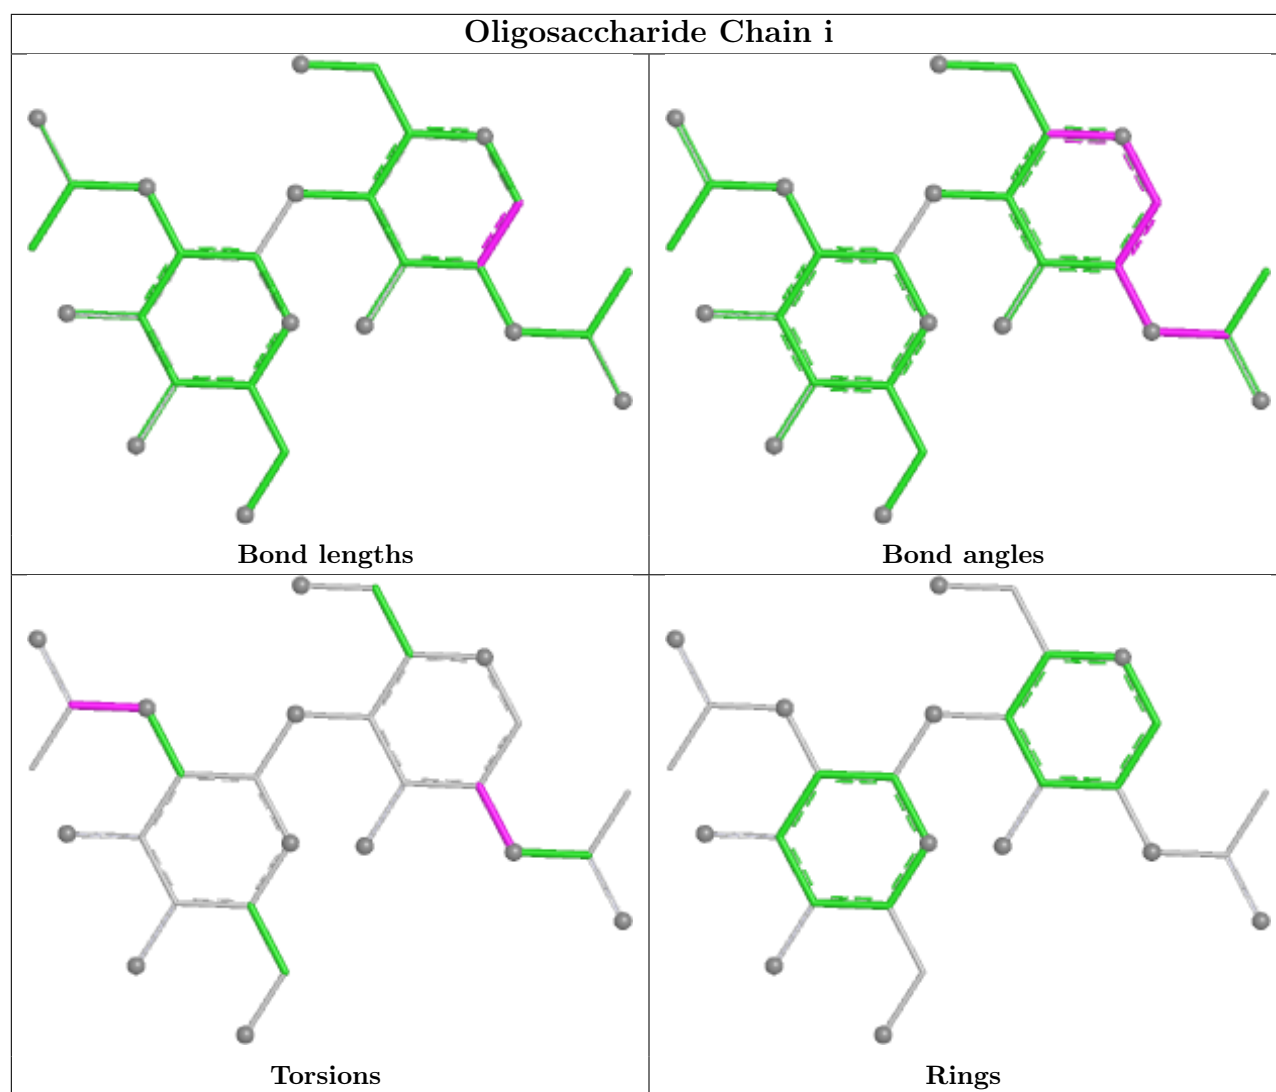 Oligosaccharide Chain i
Bond lengths
Bond angles
Torsions
Rings